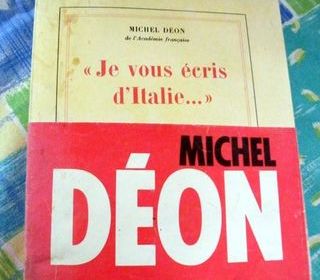 MICHEL DÉON
de l'Académie française
« Je vous écris
d'Italie... »
MICHEL
DÉON